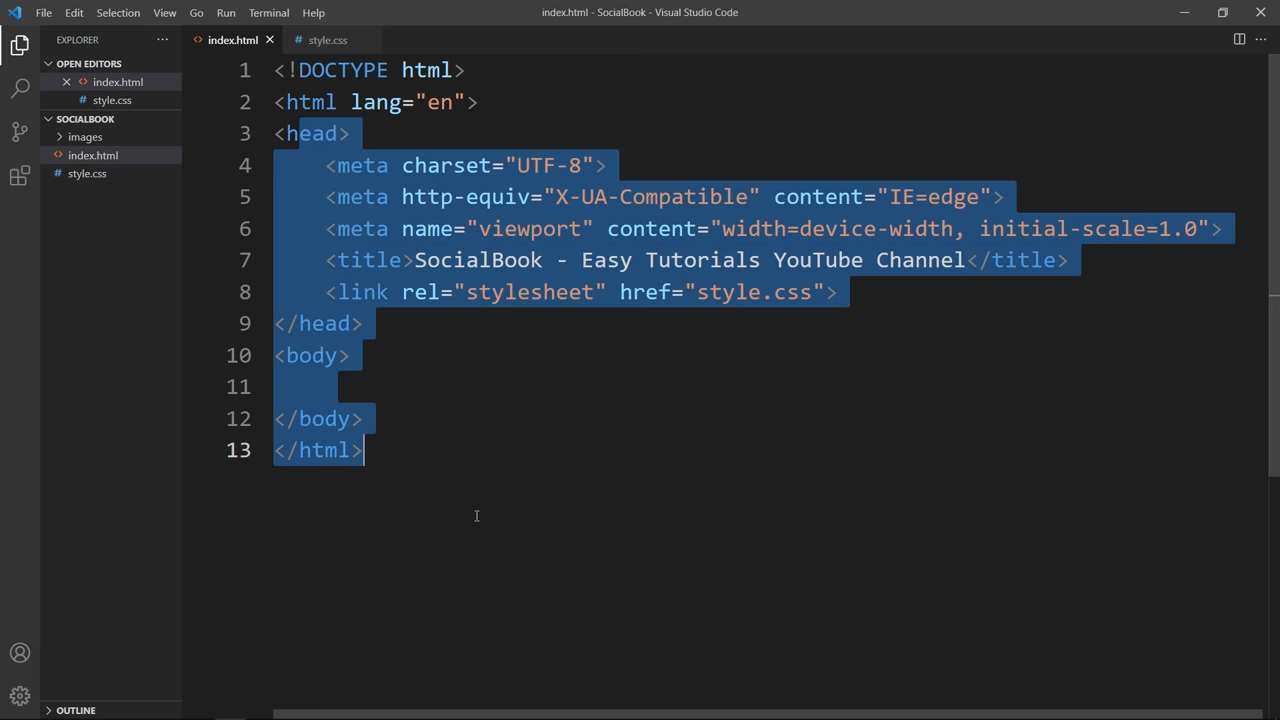 File Edit Selection View Go Run Terminal Help
index.html - SocialBook - Visual Studio Code
EXPLORER
OPEN EDITORS
index.html
style.css
SOCIALBOOK
images
index.html
style.css
OUTLINE
index.html
style.css
1 <!DOCTYPE html>
2 <html lang="en">
3 <head>
4 <meta charset="UTF-8">
5 <meta http-equiv="X-UA-Compatible" content="IE=edge">
6 <meta name="viewport" content="width=device-width, initial-scale=1.0">
7 <title>SocialBook - Easy Tutorials YouTube Channel</title>
8 <link rel="stylesheet" href="style.css">
9 </head>
10 <body>
11
12 </body>
13 </html>